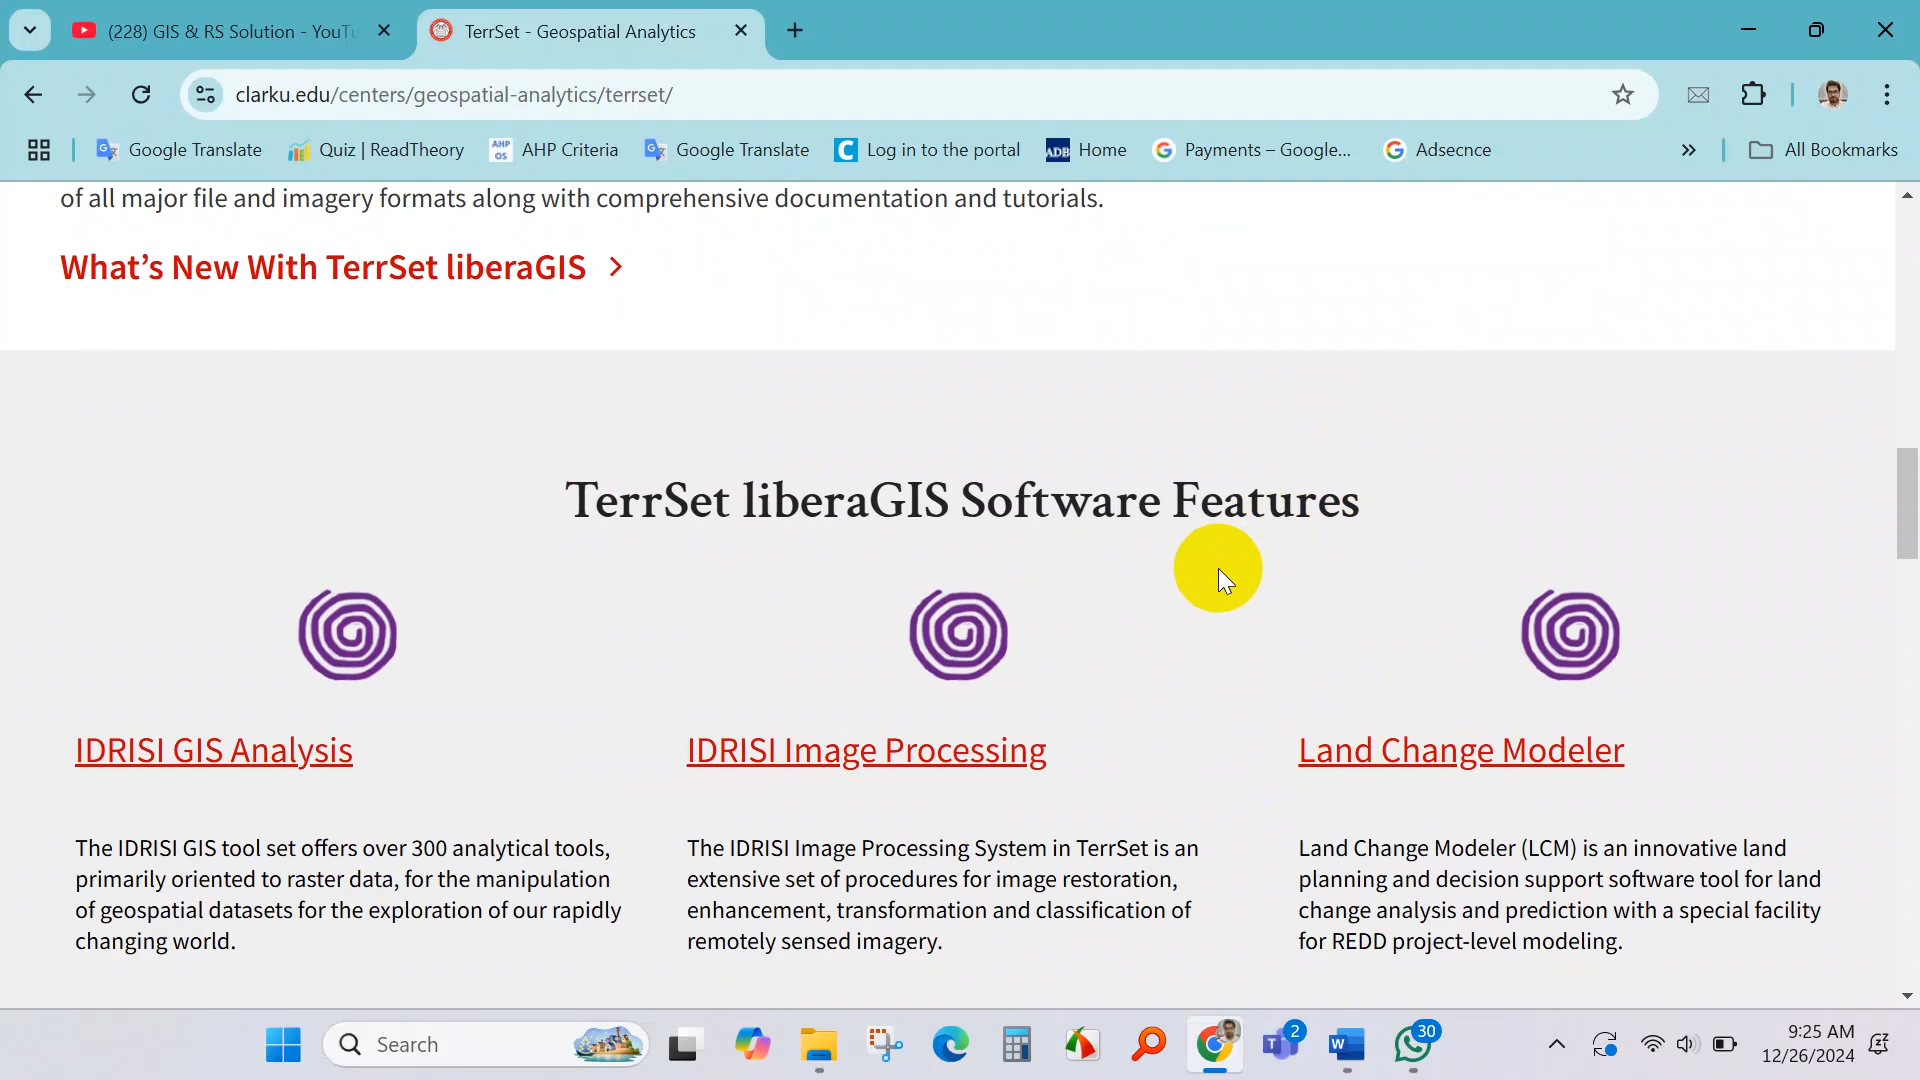 (228) GIS & RS Solution - YouTu
TerrSet - Geospatial Analytics
clarku.edu/centers/geospatial-analytics/terrset/
Google Translate
Quiz | ReadTheory
AHP OS
AHP Criteria
Google Translate
Log in to the portal
ADB
Home
Payments – Google...
Adsecnce
All Bookmarks
of all major file and imagery formats along with comprehensive documentation and tutorials.
What’s New With TerrSet liberaGIS
TerrSet liberaGIS Software Features
IDRISI GIS Analysis
The IDRISI GIS tool set offers over 300 analytical tools,
primarily oriented to raster data, for the manipulation
of geospatial datasets for the exploration of our rapidly
changing world.
IDRISI Image Processing
The IDRISI Image Processing System in TerrSet is an
extensive set of procedures for image restoration,
enhancement, transformation and classification of
remotely sensed imagery.
Land Change Modeler
Land Change Modeler (LCM) is an innovative land
planning and decision support software tool for land
change analysis and prediction with a special facility
for REDD project-level modeling.
Search
2
30
9:25 AM
12/26/2024